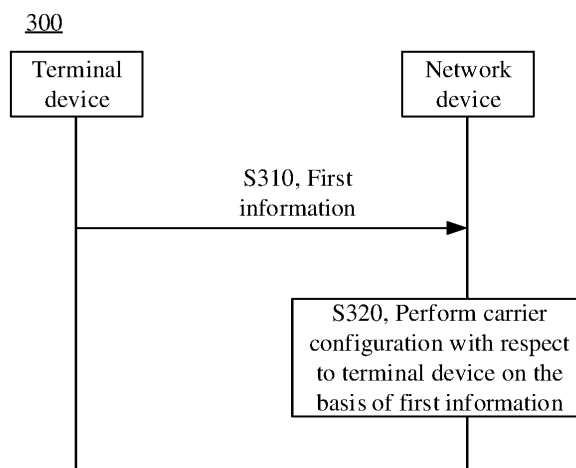 300
Terminal
device
Network
device
S310, First
information
S320, Perform carrier
configuration with respect
to terminal device on the
basis of first information